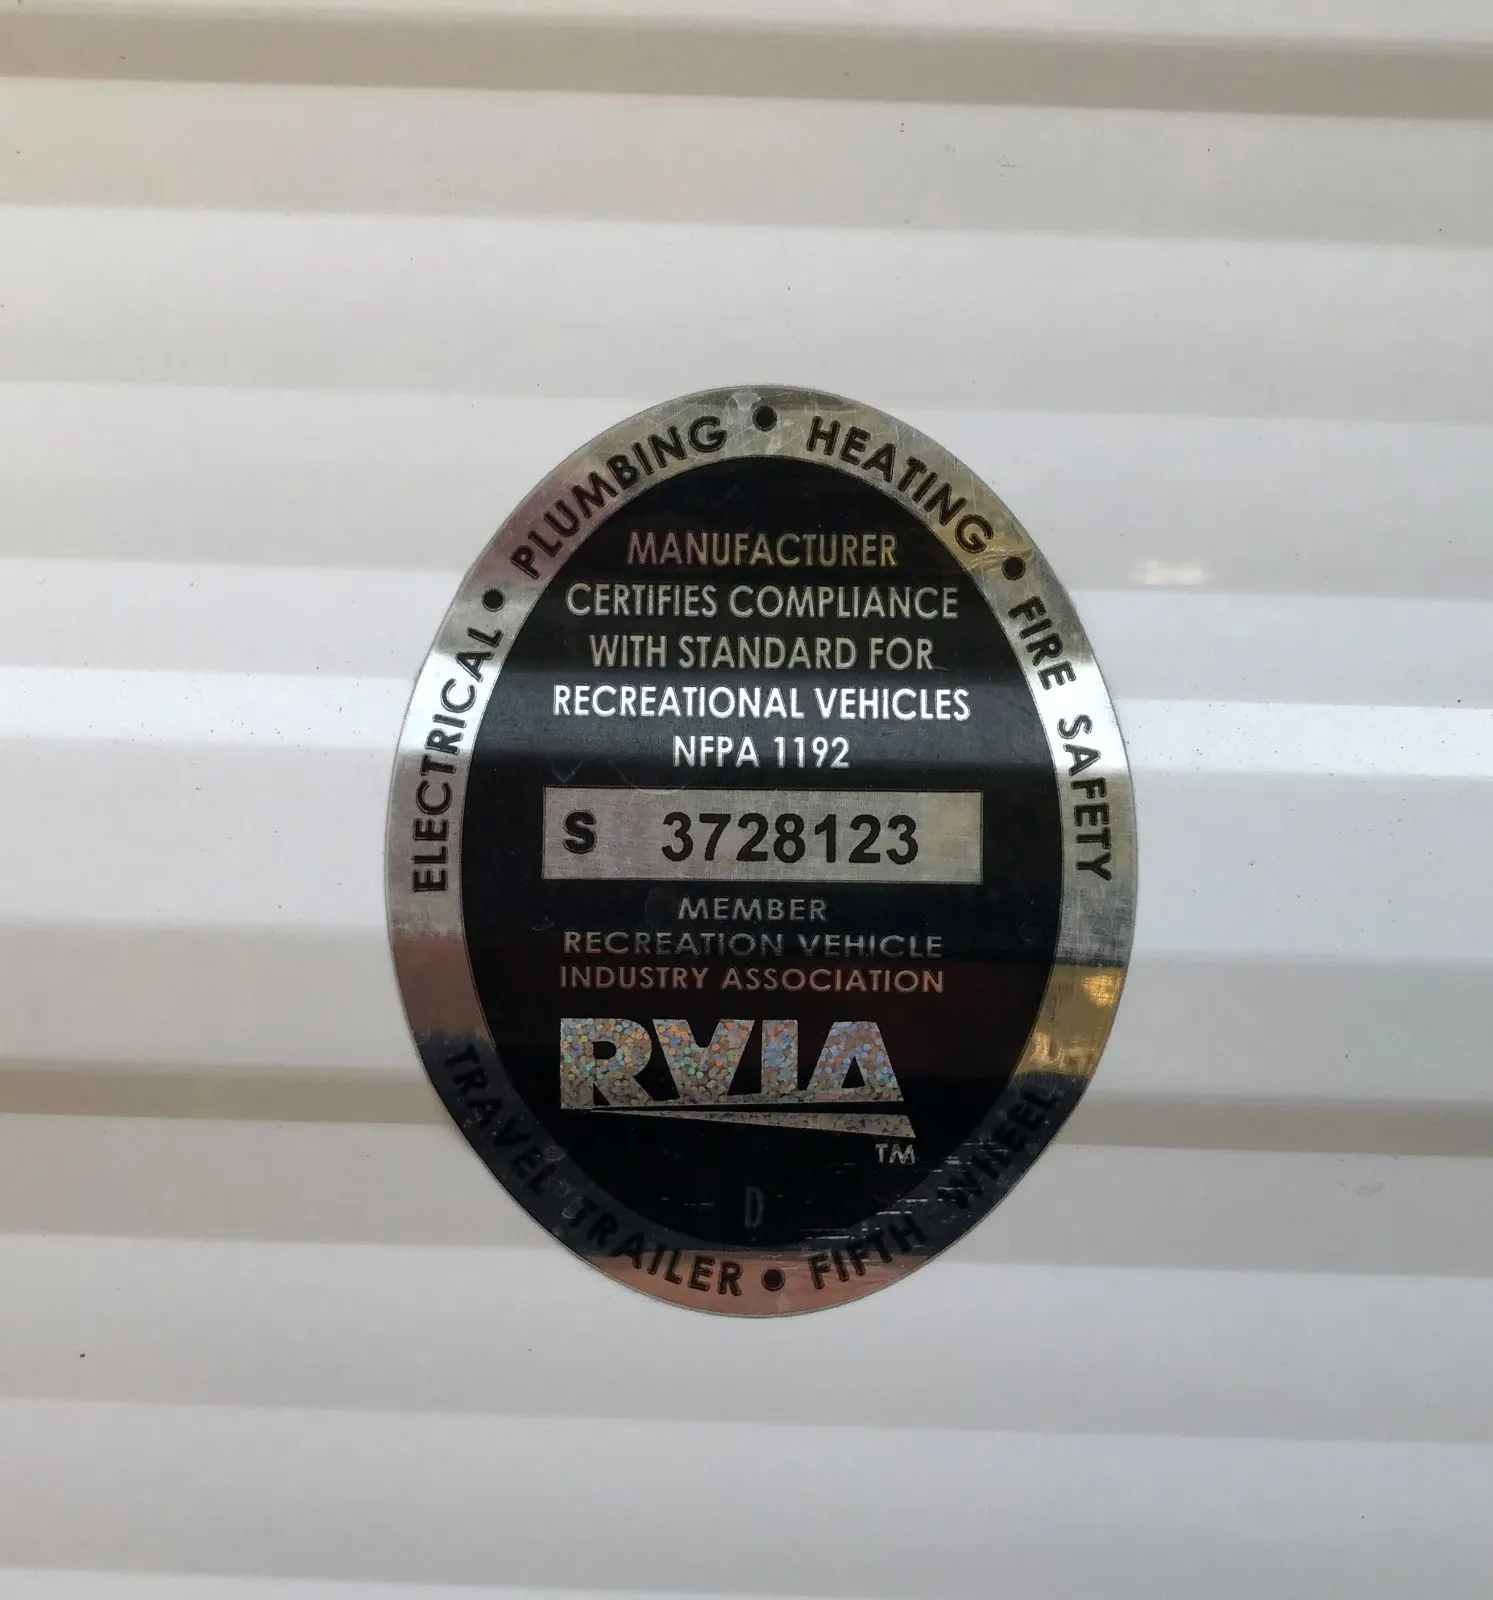 ELECTRICAL • PLUMBING • HEATING • FIRE SAFETY
MANUFACTURER
CERTIFIES COMPLIANCE
WITH STANDARD FOR
RECREATIONAL VEHICLES
NFPA 1192
S 3728123
MEMBER
RECREATION VEHICLE
INDUSTRY ASSOCIATION
RVIA
TM
D
TRAVEL TRAILER • FIFTH WHEEL